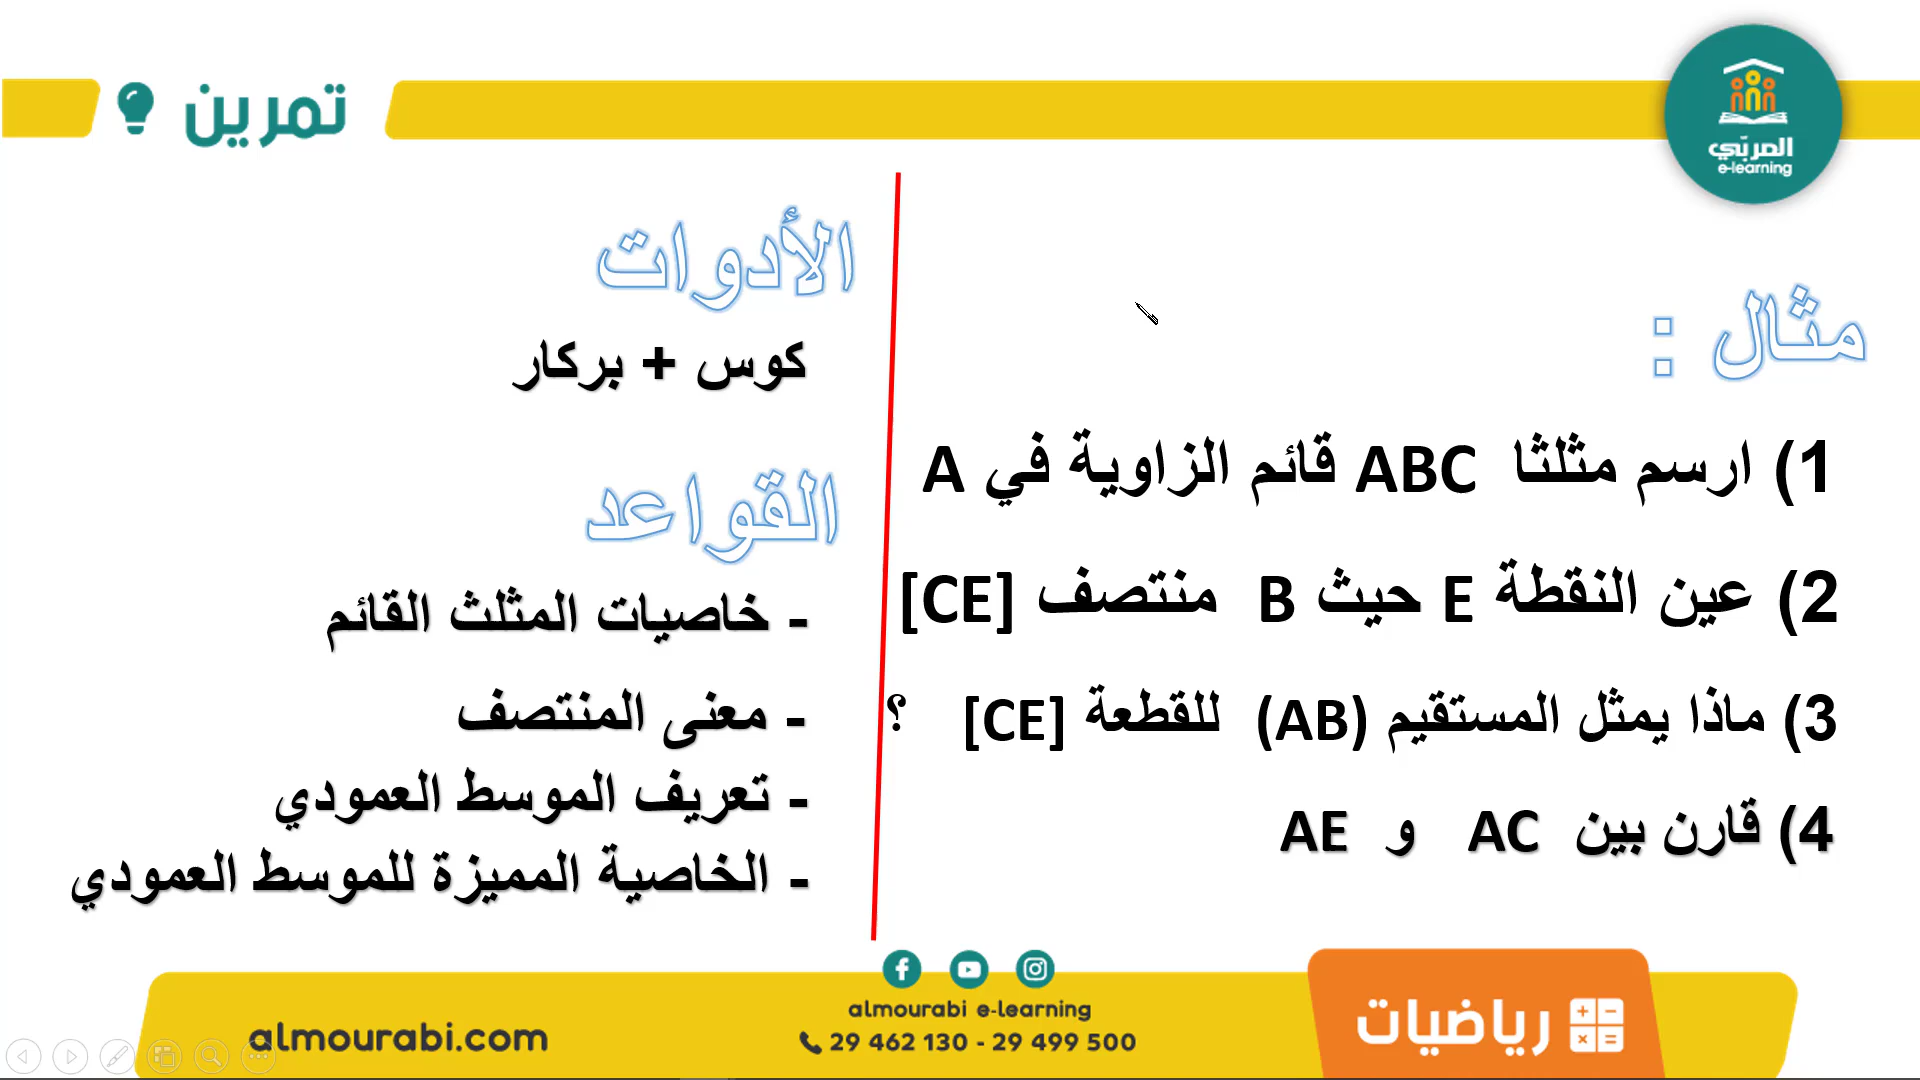 تمرين
المربّي
e-learning
مثال :
1) ارسم مثلثا ABC قائم الزاوية في A
2) عين النقطة E حيث B منتصف [CE]
3) ماذا يمثل المستقيم (AB) للقطعة [CE] ؟
4) قارن بين AC و AE
الأدوات
كوس + بركار
القواعد
- خاصيات المثلث القائم
- معنى المنتصف
- تعريف الموسط العمودي
- الخاصية المميزة للموسط العمودي
almourabi e-learning
29 462 130 - 29 499 500
almourabi.com
رياضيات